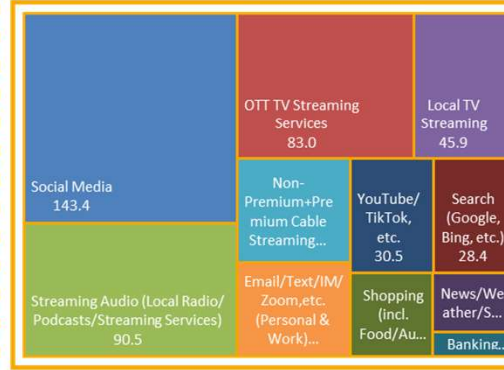 Social Media
143.4
Streaming Audio (Local Radio/
Podcasts/Streaming Services)
90.5
OTT TV Streaming
Services
83.0
Local TV
Streaming
45.9
Non-
Premium+Pre
mium Cable
Streaming...
YouTube/
TikTok,
etc.
30.5
Search
(Google,
Bing, etc.)
28.4
Email/Text/IM/
Zoom,etc.
(Personal &
Work)...
Shopping
(incl.
Food/Au...
News/We
ather/S...
Banking...